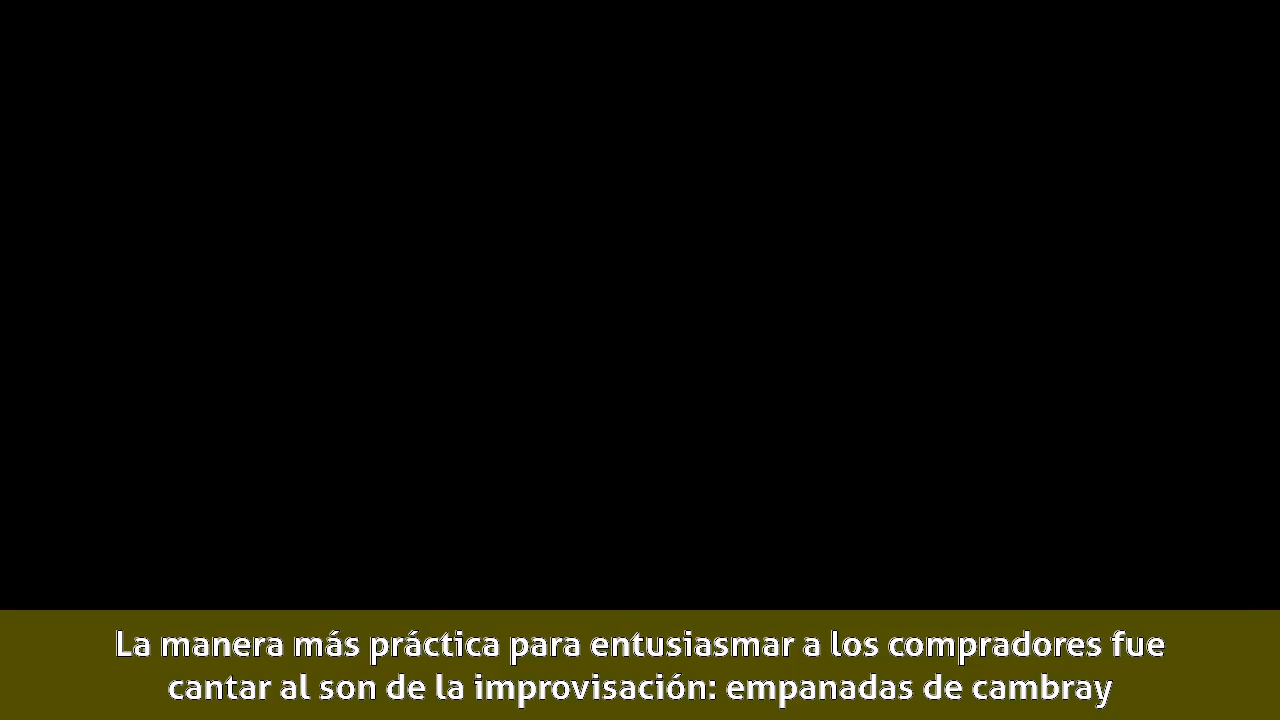 La manera más práctica para entusiasmar a los compradores fue
cantar al son de la improvisación: empanadas de cambray